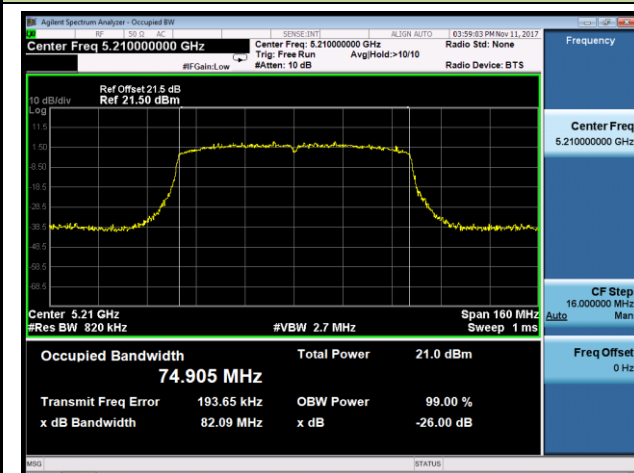 Agilent Spectrum Analyzer - Occupied BW
RF 50 Ω AC SENSE:INT ALIGN AUTO 03:59:03 PM Nov 11, 2017
Center Freq 5.210000000 GHz
Center Freq: 5.210000000 GHz
Radio Std: None
Trig: Free Run Avg|Hold:>10/10
#IFGain:Low #Atten: 10 dB Radio Device: BTS
Frequency
Ref Offset 21.5 dB
10 dB/div Ref 21.50 dBm
Log
11.5
1.50
-8.50
-18.5
-28.5
-38.5
-48.5
-58.5
-68.5
Center Freq
5.210000000 GHz
Center 5.21 GHz Span 160 MHz
#Res BW 820 kHz #VBW 2.7 MHz Sweep 1 ms
CF Step
16.000000 MHz
Auto Man
Freq Offset
0 Hz
Occupied Bandwidth Total Power 21.0 dBm
74.905 MHz
Transmit Freq Error 193.65 kHz OBW Power 99.00 %
x dB Bandwidth 82.09 MHz x dB -26.00 dB
MSG STATUS